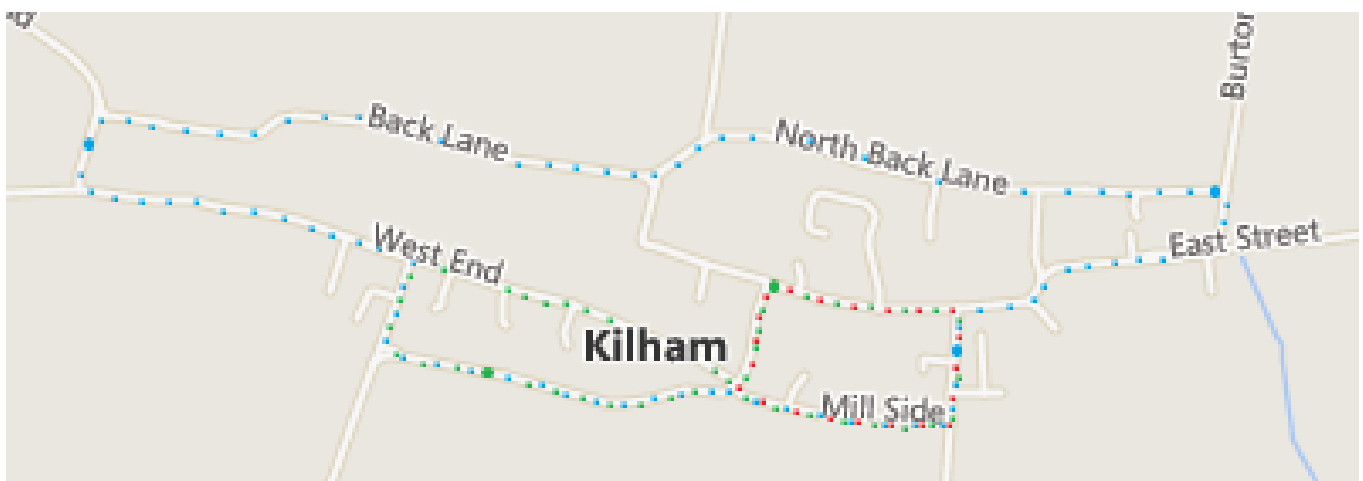 Back Lane
North Back Lane
Burton
East Street
West End
Kilham
Mill Side